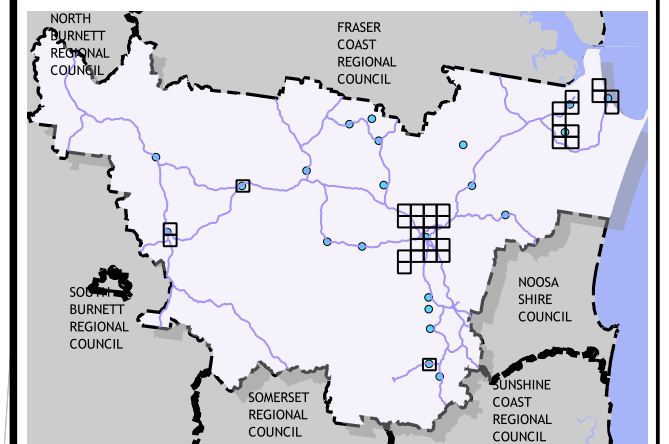 NORTH
BURNETT
REGIONAL
COUNCIL
FRASER
COAST
REGIONAL
COUNCIL
SOUTH
BURNETT
REGIONAL
COUNCIL
NOOSA
SHIRE
COUNCIL
SOMERSET
REGIONAL
COUNCIL
SUNSHINE
COAST
REGIONAL
COUNCIL